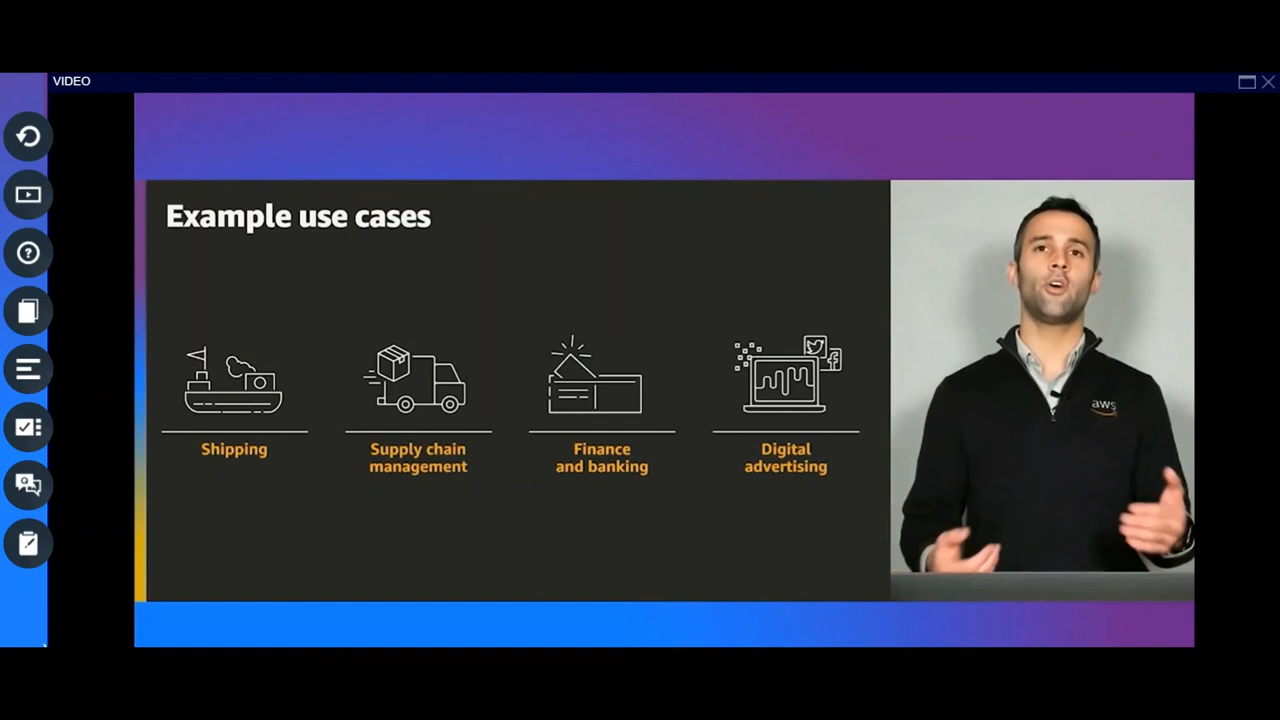 VIDEO
Example use cases
Shipping
Supply chain
management
Finance
and banking
Digital
advertising
aws